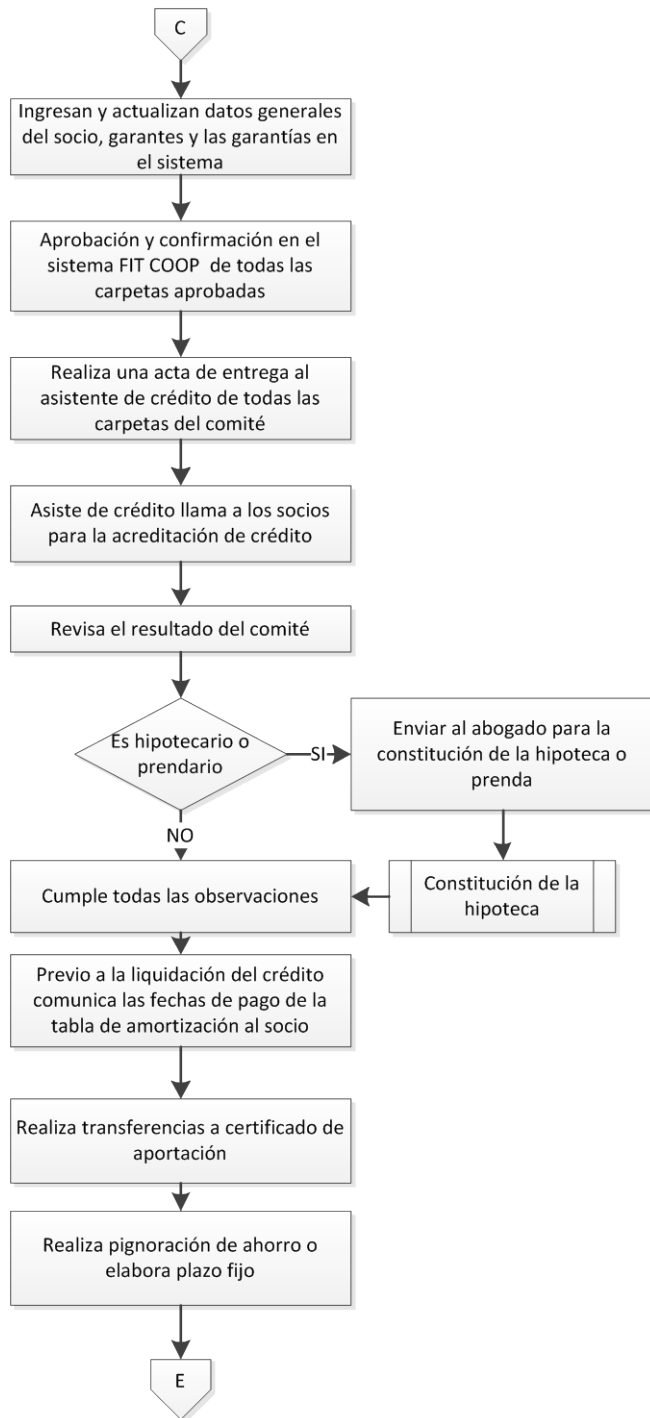 C
Ingresan y actualizan datos generales
del socio, garantes y las garantías en
el sistema
Aprobación y confirmación en el
sistema FIT COOP  de todas las
carpetas aprobadas
Realiza una acta de entrega al
asistente de crédito de todas las
carpetas del comité
Asiste de crédito llama a los socios
para la acreditación de crédito
Revisa el resultado del comité
Es hipotecario o
prendario
SI
Enviar al abogado para la
constitución de la hipoteca o
prenda
NO
Constitución de la
hipoteca
Cumple todas las observaciones
Previo a la liquidación del crédito
comunica las fechas de pago de la
tabla de amortización al socio
Realiza transferencias a certificado de
aportación
Realiza pignoración de ahorro o
elabora plazo fijo
E